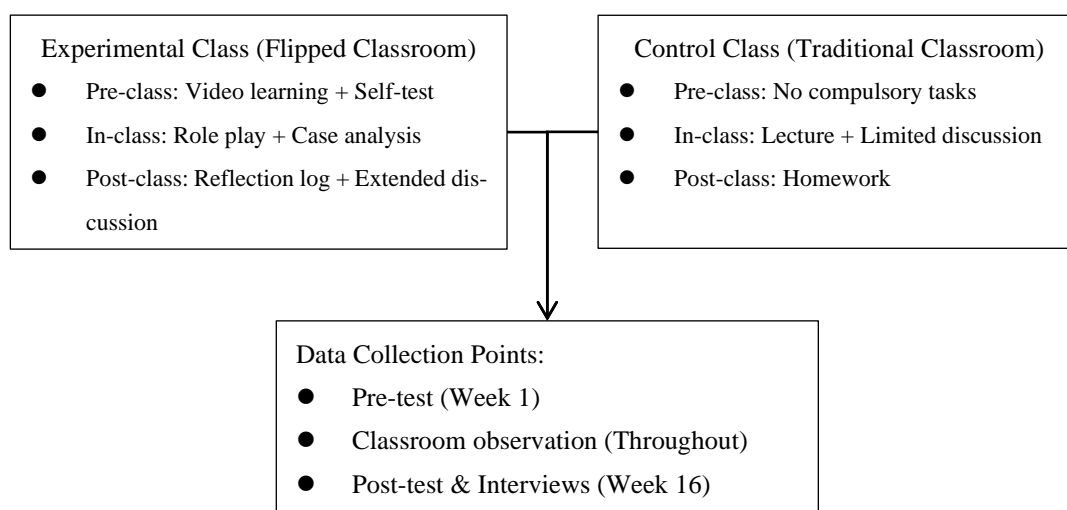 Experimental Class (Flipped Classroom)
● Pre-class: Video learning + Self-test
● In-class: Role play + Case analysis
● Post-class: Reflection log + Extended dis-
cussion
Control Class (Traditional Classroom)
● Pre-class: No compulsory tasks
● In-class: Lecture + Limited discussion
● Post-class: Homework
Data Collection Points:
● Pre-test (Week 1)
● Classroom observation (Throughout)
● Post-test & Interviews (Week 16)